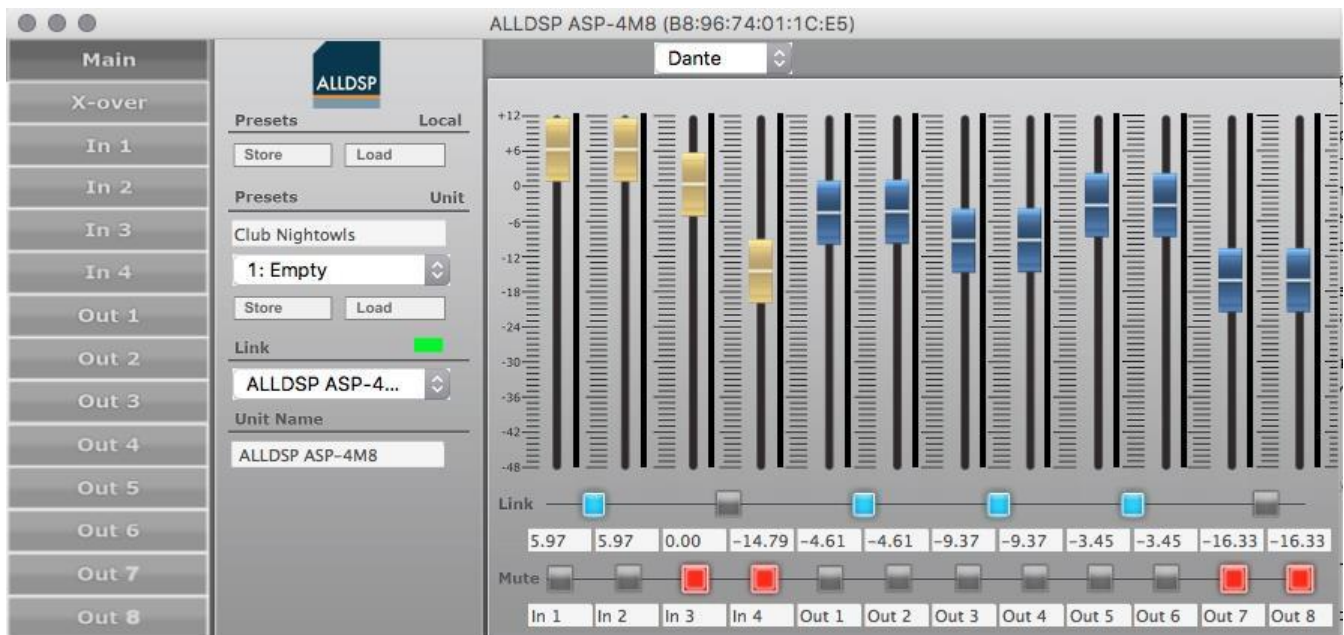 ALLDSP ASP-4M8 (B8:96:74:01:1C:E5)
Main
X-over
In 1
In 2
In 3
In 4
Out 1
Out 2
Out 3
Out 4
Out 5
Out 6
Out 7
Out 8
ALLDSP
Presets Local
Store Load
Presets Unit
Club Nightowls
1: Empty
Store Load
Link
ALLDSP ASP-4...
Unit Name
ALLDSP ASP-4M8
Dante
+12
+6
0
-6
-12
-18
-24
-30
-36
-42
-48
Link
5.97 5.97 0.00 -14.79 -4.61 -4.61 -9.37 -9.37 -3.45 -3.45 -16.33 -16.33
Mute
In 1 In 2 In 3 In 4 Out 1 Out 2 Out 3 Out 4 Out 5 Out 6 Out 7 Out 8